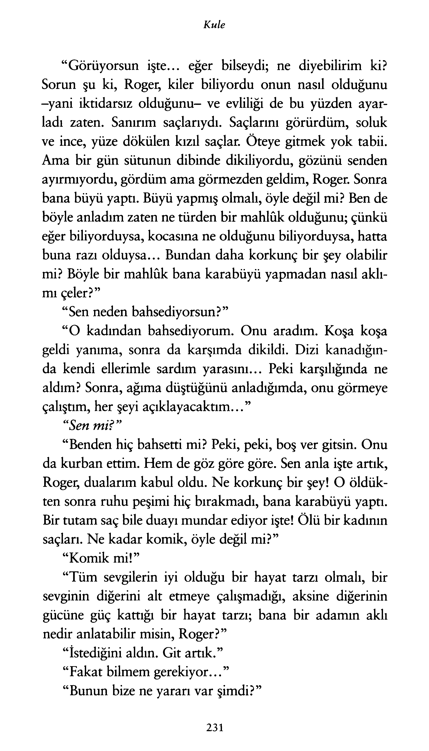 Kule
“Görüyorsun işte... eğer bilseydi; ne diyebilirim ki?
Sorun şu ki, Roger, kiler biliyordu onun nasıl olduğunu
–yani iktidarsız olduğunu– ve evliliği de bu yüzden ayar-
ladı zaten. Sanırım saçlarıydı. Saçlarını görürdüm, soluk
ve ince, yüze dökülen kızıl saçlar. Öteye gitmek yok tabii.
Ama bir gün sütunun dibinde dikiliyordu, gözünü senden
ayırmıyordu, gördüm ama görmezden geldim, Roger. Sonra
bana büyü yaptı. Büyü yapmış olmalı, öyle değil mi? Ben de
böyle anladım zaten ne türden bir mahlûk olduğunu; çünkü
eğer biliyorduysa, kocasına ne olduğunu biliyorduysa, hatta
buna razı olduysa... Bundan daha korkunç bir şey olabilir
mi? Böyle bir mahlûk bana karabüyü yapmadan nasıl aklı-
mı çeler?”
“Sen neden bahsediyorsun?”
“O kadından bahsediyorum. Onu aradım. Koşa koşa
geldi yanıma, sonra da karşımda dikildi. Dizi kanadığın-
da kendi ellerimle sardım yarasını... Peki karşılığında ne
aldım? Sonra, ağıma düştüğünü anladığımda, onu görmeye
çalıştım, her şeyi açıklayacaktım...”
“Sen mi?”
“Benden hiç bahsetti mi? Peki, peki, boş ver gitsin. Onu
da kurban ettim. Hem de göz göre göre. Sen anla işte artık,
Roger, dualarım kabul oldu. Ne korkunç bir şey! O öldük-
ten sonra ruhu peşimi hiç bırakmadı, bana karabüyü yaptı.
Bir tutam saç bile duayı mundar ediyor işte! Ölü bir kadının
saçları. Ne kadar komik, öyle değil mi?”
“Komik mi!”
“Tüm sevgilerin iyi olduğu bir hayat tarzı olmalı, bir
sevginin diğerini alt etmeye çalışmadığı, aksine diğerinin
gücüne güç kattığı bir hayat tarzı; bana bir adamın aklı
nedir anlatabilir misin, Roger?”
“İstediğini aldın. Git artık.”
“Fakat bilmem gerekiyor...”
“Bunun bize ne yararı var şimdi?”
231